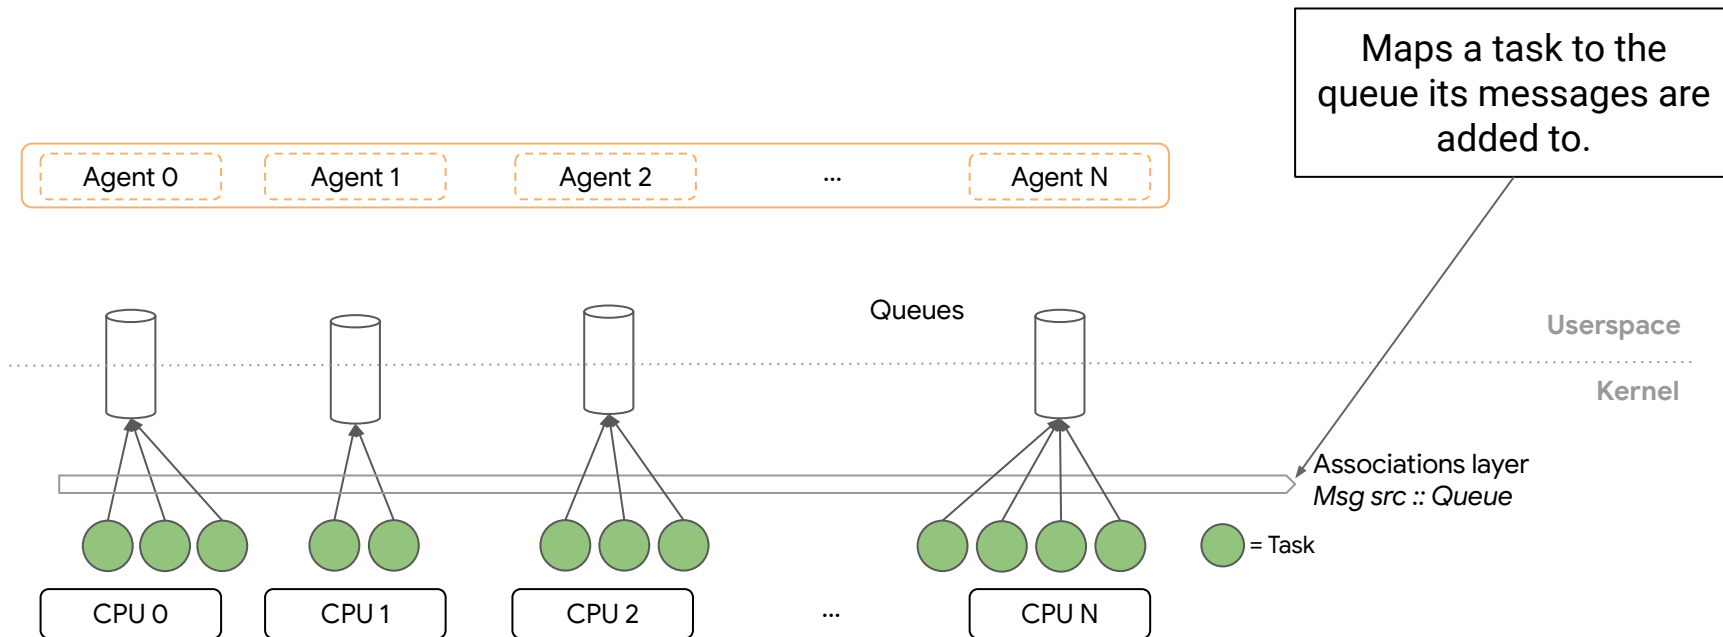 Maps a task to the
queue its messages are
added to.
Agent 0
Agent 1
Agent 2
...
Agent N
Queues
Userspace
Kernel
Associations layer
Msg src :: Queue
= Task
CPU 0
CPU 1
CPU 2
...
CPU N